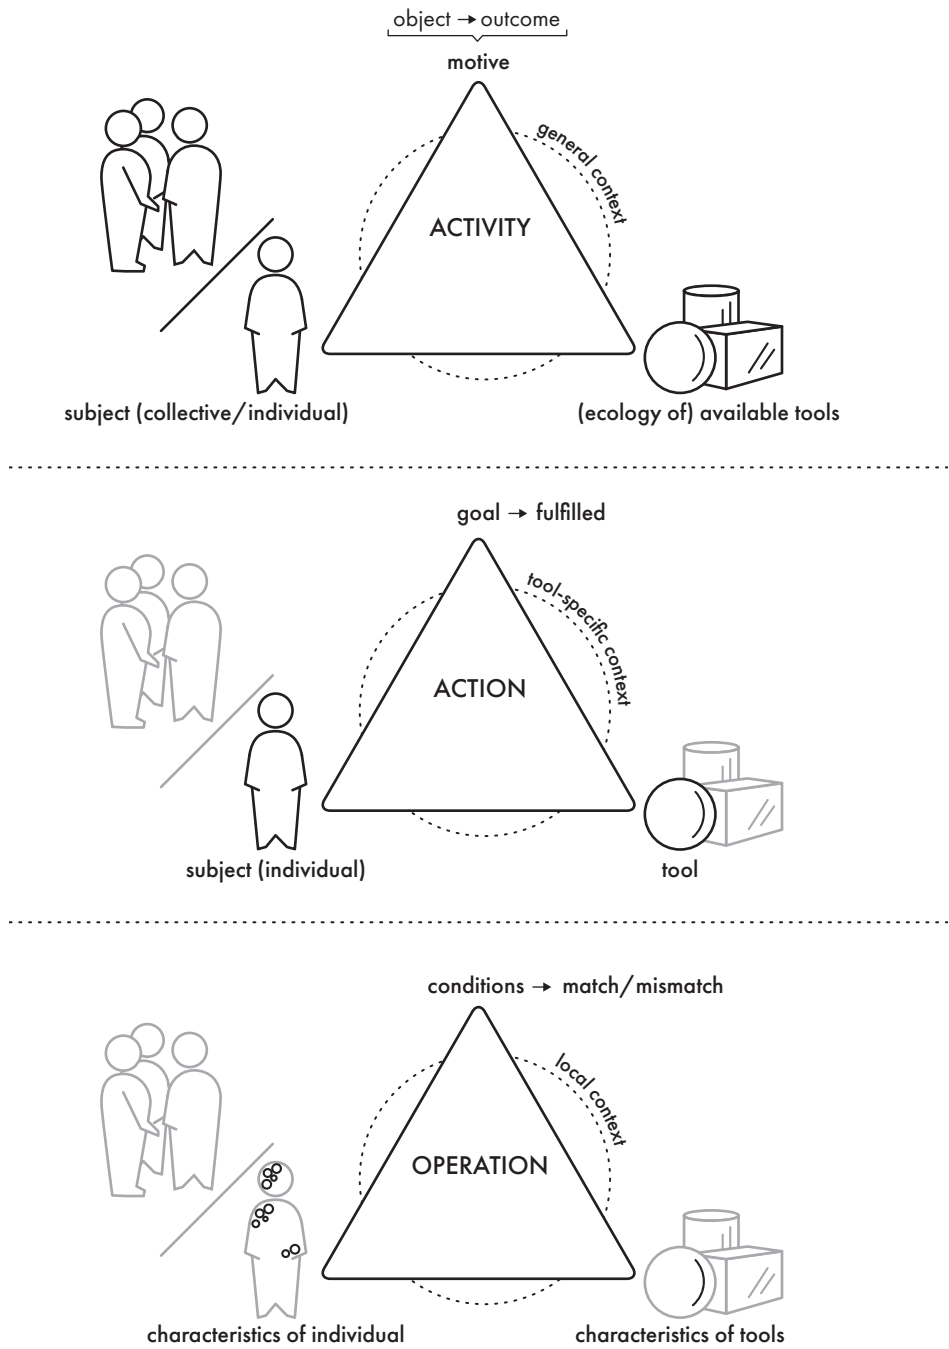 object → outcome
motive
general context
ACTIVITY
subject (collective/individual)
(ecology of) available tools
goal → fulfilled
tool-specific context
ACTION
subject (individual)
tool
conditions → match/mismatch
local context
OPERATION
characteristics of individual
characteristics of tools